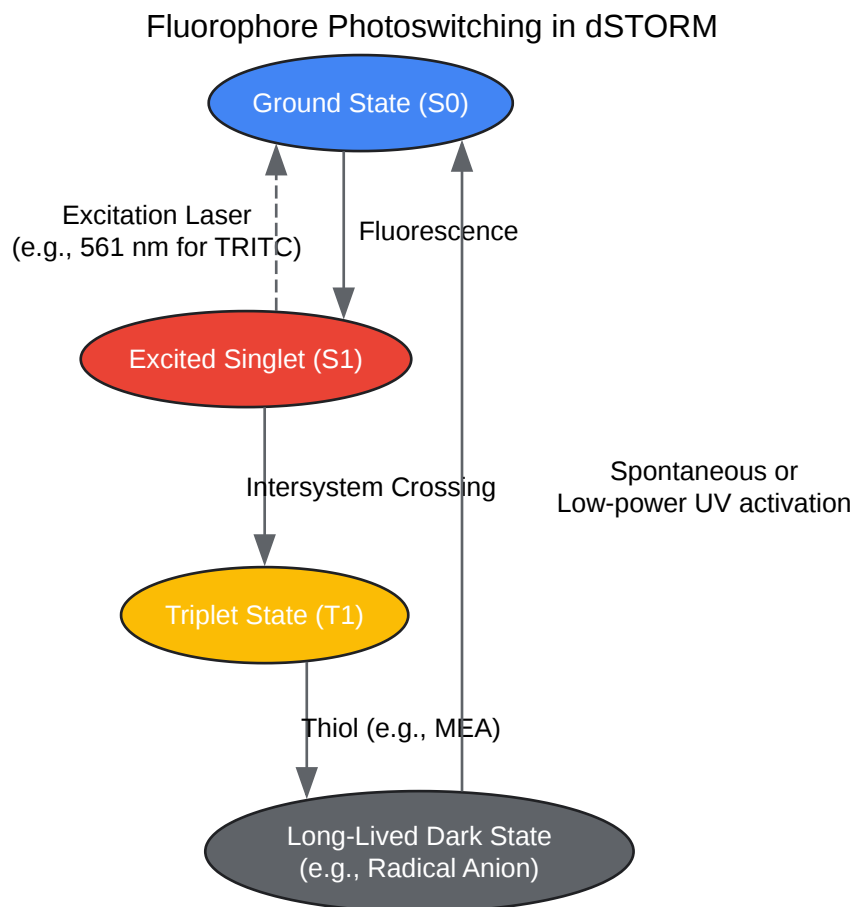 Fluorophore Photoswitching in dSTORM
Ground State (S0)
Excitation Laser
(e.g., 561 nm for TRITC)
Fluorescence
Excited Singlet (S1)
Intersystem Crossing
Spontaneous or
Low-power UV activation
Triplet State (T1)
Thiol (e.g., MEA)
Long-Lived Dark State
(e.g., Radical Anion)